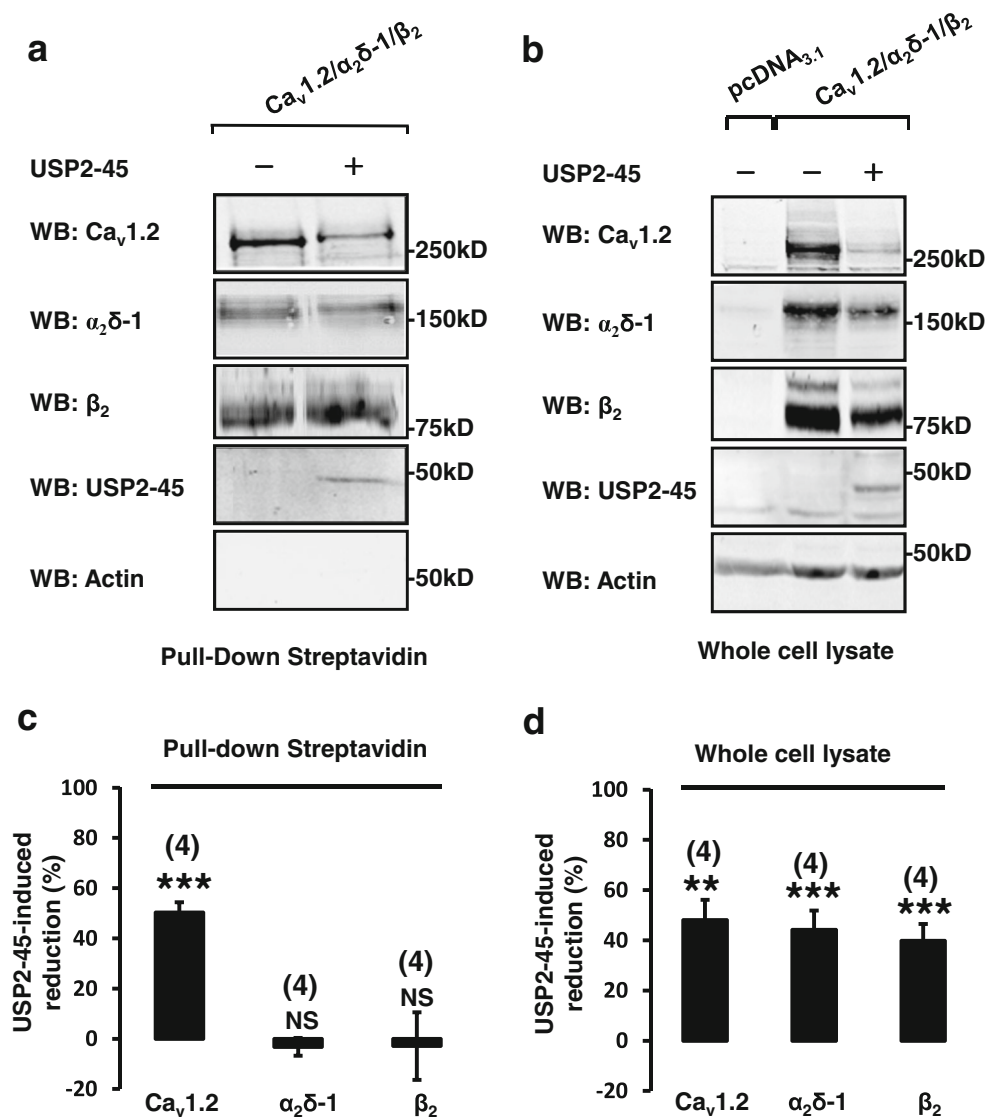 a
Caᵥ1.2/α₂δ-1/β₂
USP2-45 − +
WB: Caᵥ1.2
-250kD
WB: α₂δ-1
-150kD
WB: β₂
-75kD
WB: USP2-45
-50kD
WB: Actin
-50kD
Pull-Down Streptavidin
b
pcDNA₃.₁
Caᵥ1.2/α₂δ-1/β₂
USP2-45 − − +
WB: Caᵥ1.2
-250kD
WB: α₂δ-1
-150kD
WB: β₂
-75kD
WB: USP2-45
-50kD
WB: Actin
-50kD
Whole cell lysate
c
Pull-down Streptavidin
USP2-45-induced
reduction (%)
100
80
60
40
20
0
-20
(4)
***
(4)
NS
(4)
NS
Caᵥ1.2 α₂δ-1 β₂
d
Whole cell lysate
USP2-45-induced
reduction (%)
100
80
60
40
20
0
-20
(4)
**
(4)
***
(4)
***
Caᵥ1.2 α₂δ-1 β₂